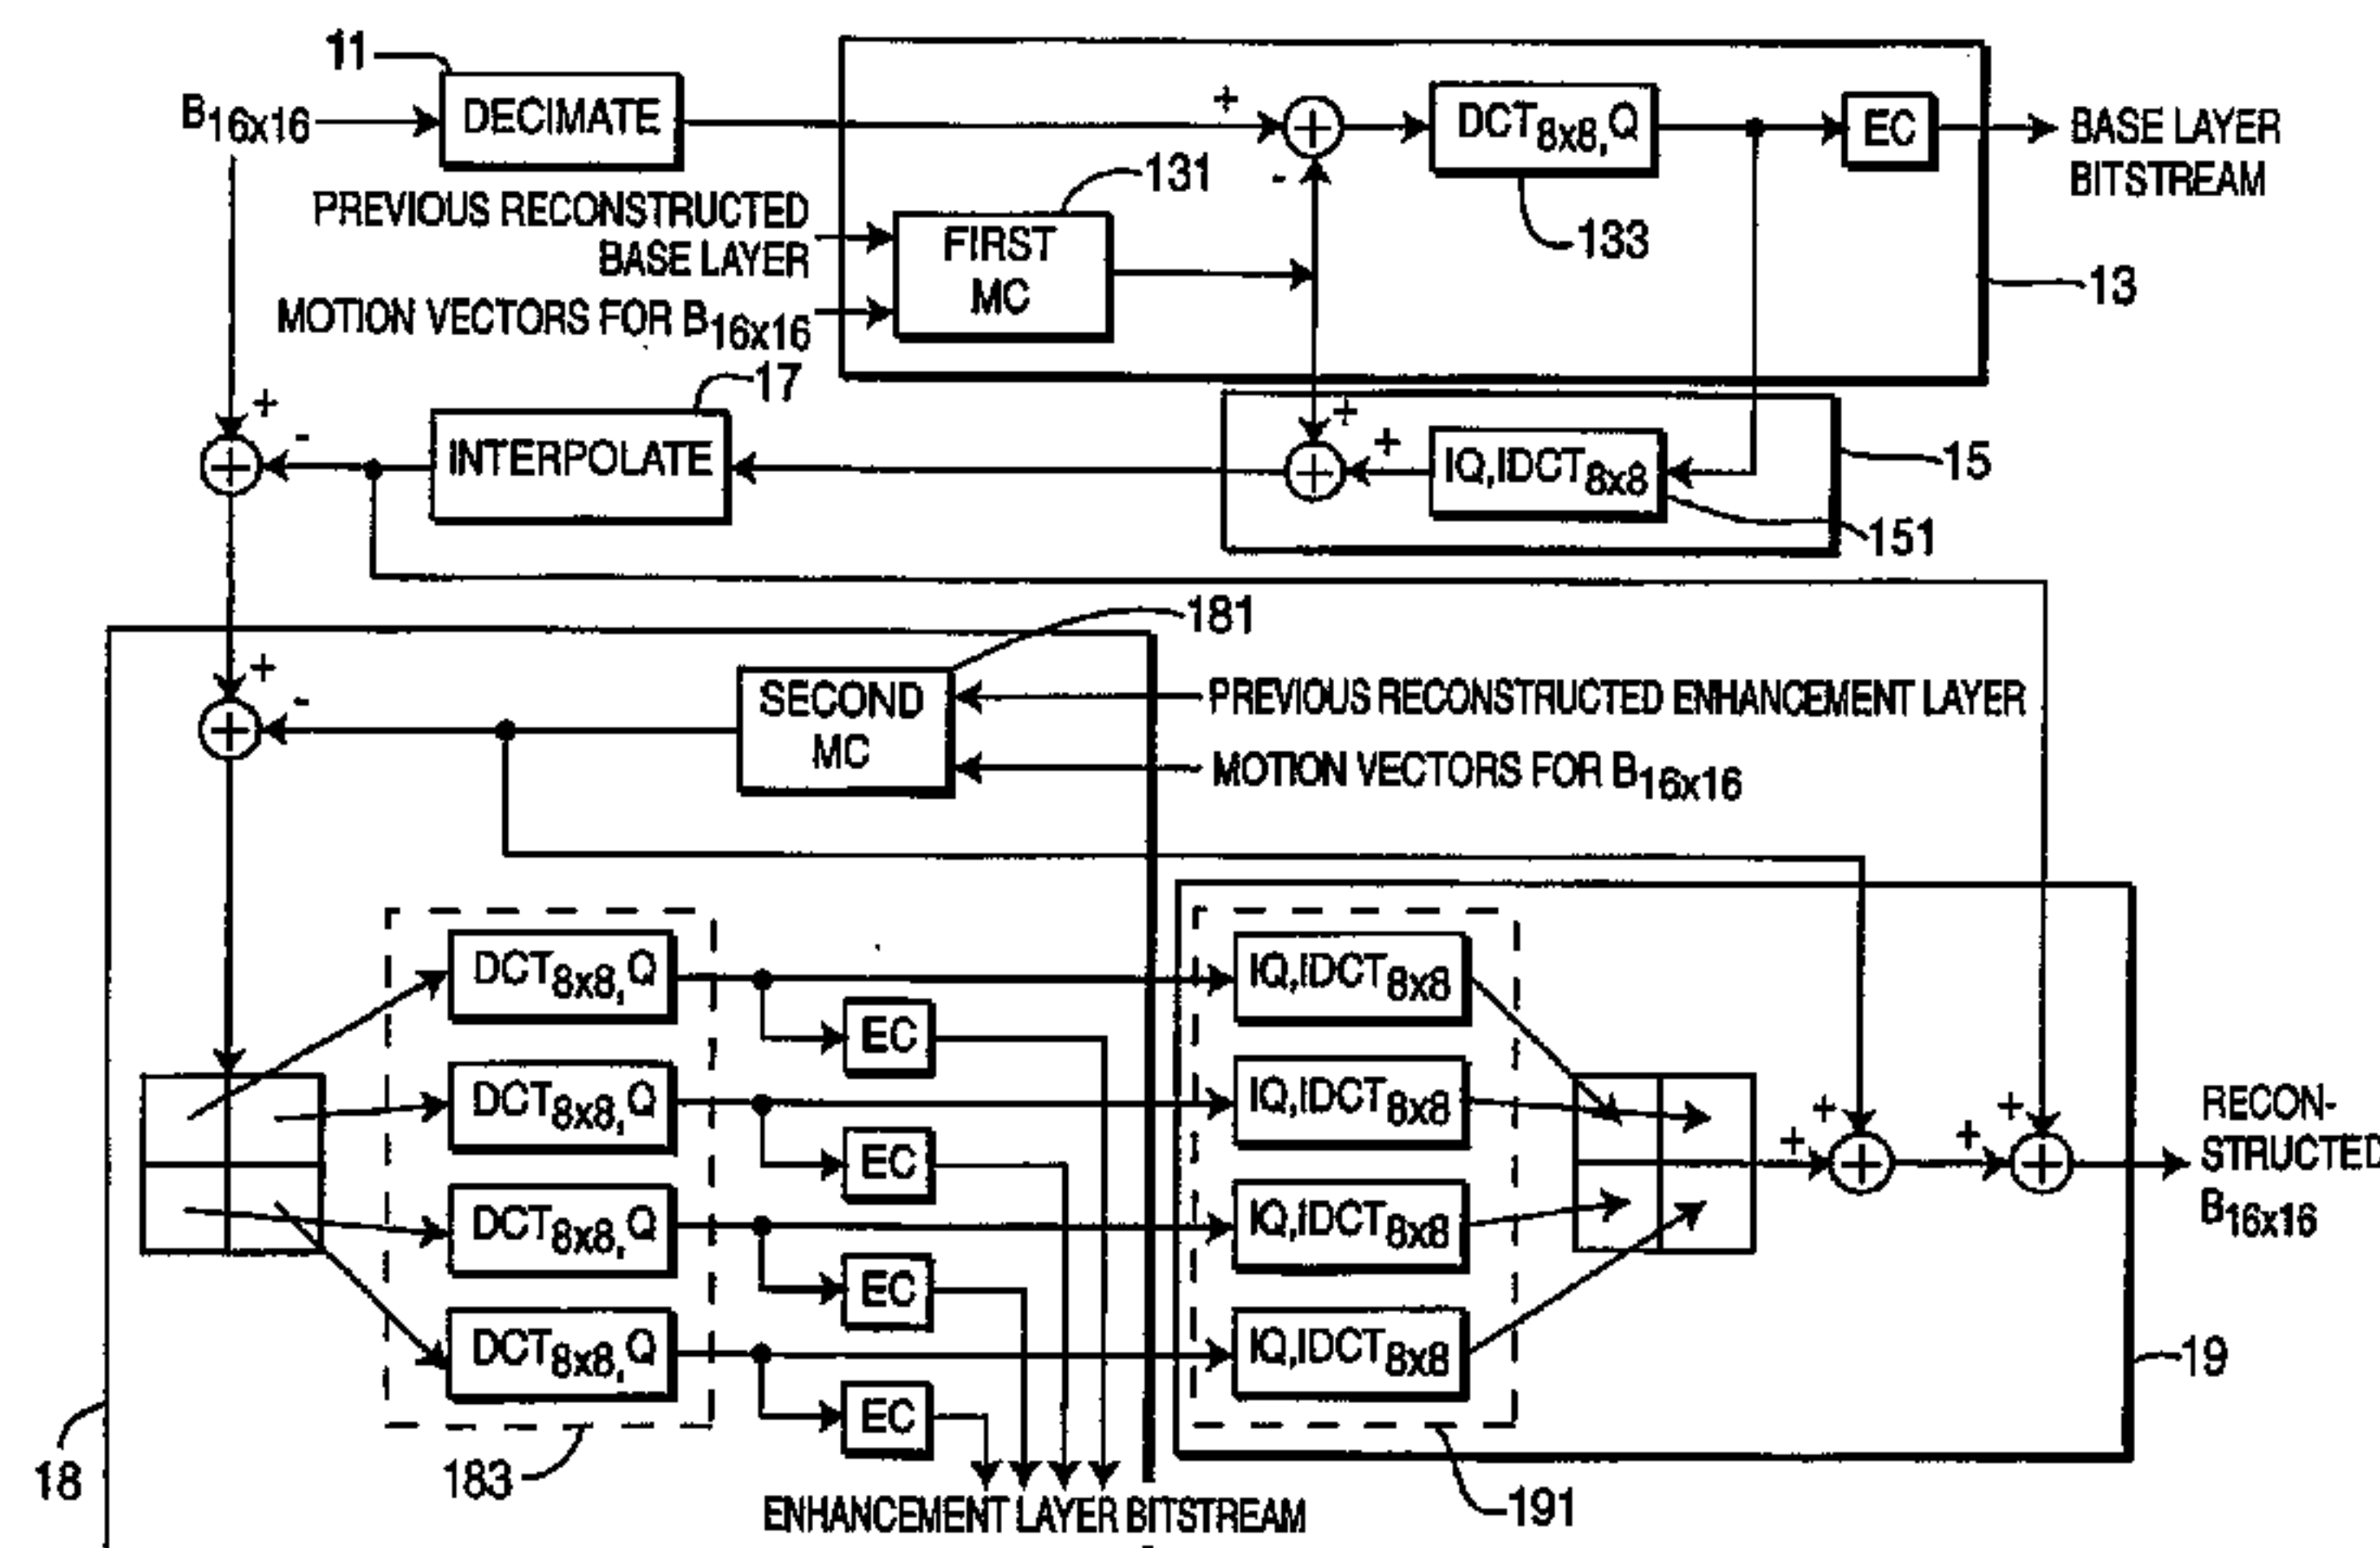 11
B16x16
DECIMATE
+
-
DCT8x8,Q
EC
BASE LAYER
BITSTREAM
131
133
PREVIOUS RECONSTRUCTED
BASE LAYER
MOTION VECTORS FOR B16x16
FIRST
MC
13
17
+
-
INTERPOLATE
+
+
IQ,IDCT8x8
15
151
181
+
-
SECOND
MC
PREVIOUS RECONSTRUCTED ENHANCEMENT LAYER
MOTION VECTORS FOR B16x16
DCT8x8,Q
EC
IQ,IDCT8x8
DCT8x8,Q
EC
IQ,IDCT8x8
DCT8x8,Q
EC
IQ,IDCT8x8
DCT8x8,Q
EC
IQ,IDCT8x8
+
+
+
+
RECON-
STRUCTED
B16x16
19
18
183
191
ENHANCEMENT LAYER BITSTREAM